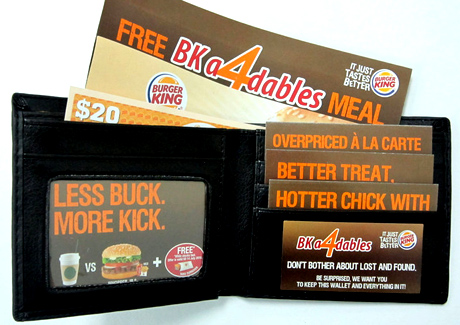 FREE BK a4dables MEAL
IT JUST
TASTES
BETTER
BURGER
KING
BURGER
KING
$20
OVERPRICED À LA CARTE
BETTER TREAT.
HOTTER CHICK WITH
LESS BUCK.
MORE KICK.
VS
+
FREE
BK a4dables
IT JUST
TASTES
BETTER
BURGER
KING
DON'T BOTHER ABOUT LOST AND FOUND.
BE SURPRISED, WE WANT YOU
TO KEEP THIS WALLET AND EVERYTHING IN IT!